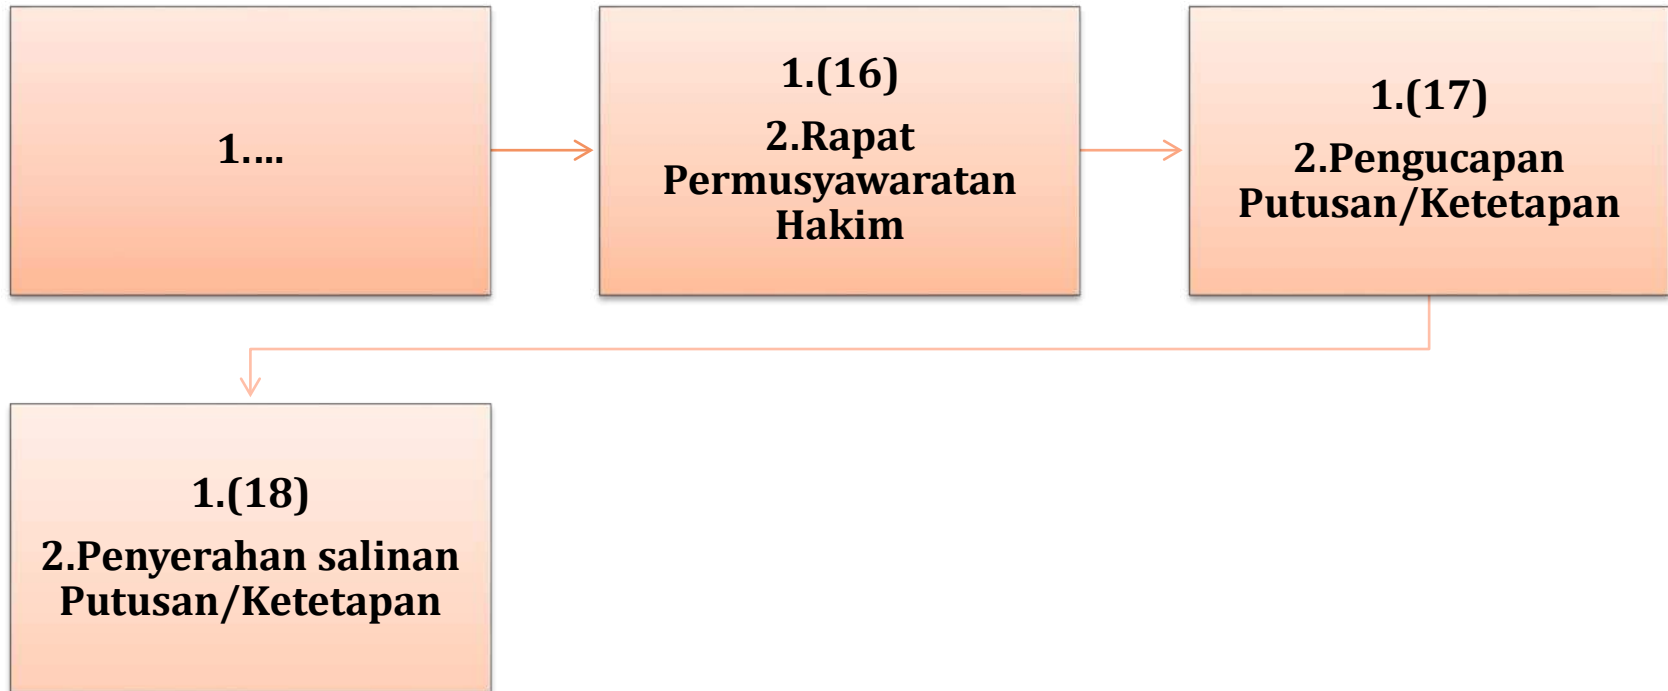 1.…
1.(16)
2.Rapat
Permusyawaratan
Hakim
1.(17)
2.Pengucapan
Putusan/Ketetapan
1.(18)
2.Penyerahan salinan
Putusan/Ketetapan